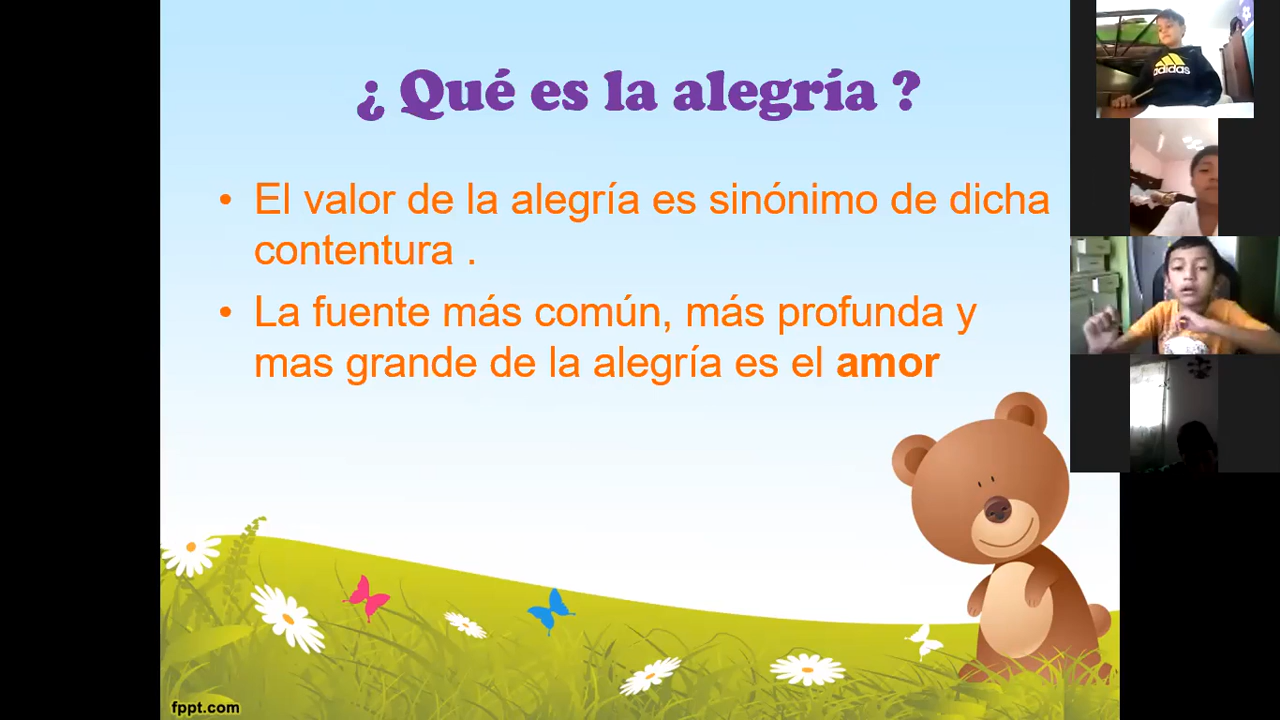 ¿ Qué es la alegría ?
• El valor de la alegría es sinónimo de dicha
contentura .
• La fuente más común, más profunda y
mas grande de la alegría es el amor
adidas
fppt.com